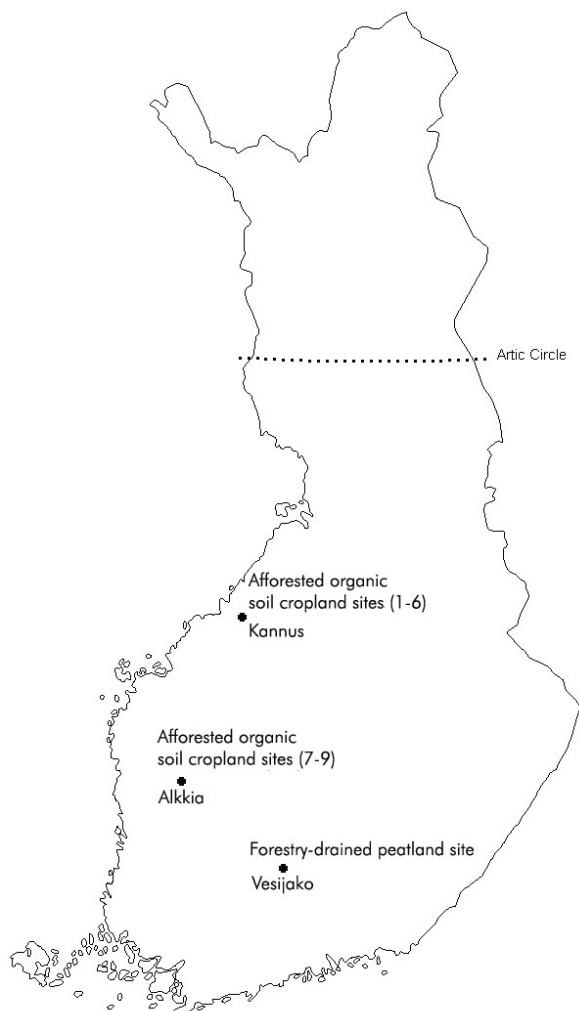 Artic Circle
Afforested organic
soil cropland sites (1-6)
Kannus
Afforested organic
soil cropland sites (7-9)
Alkkia
Forestry-drained peatland site
Vesijako